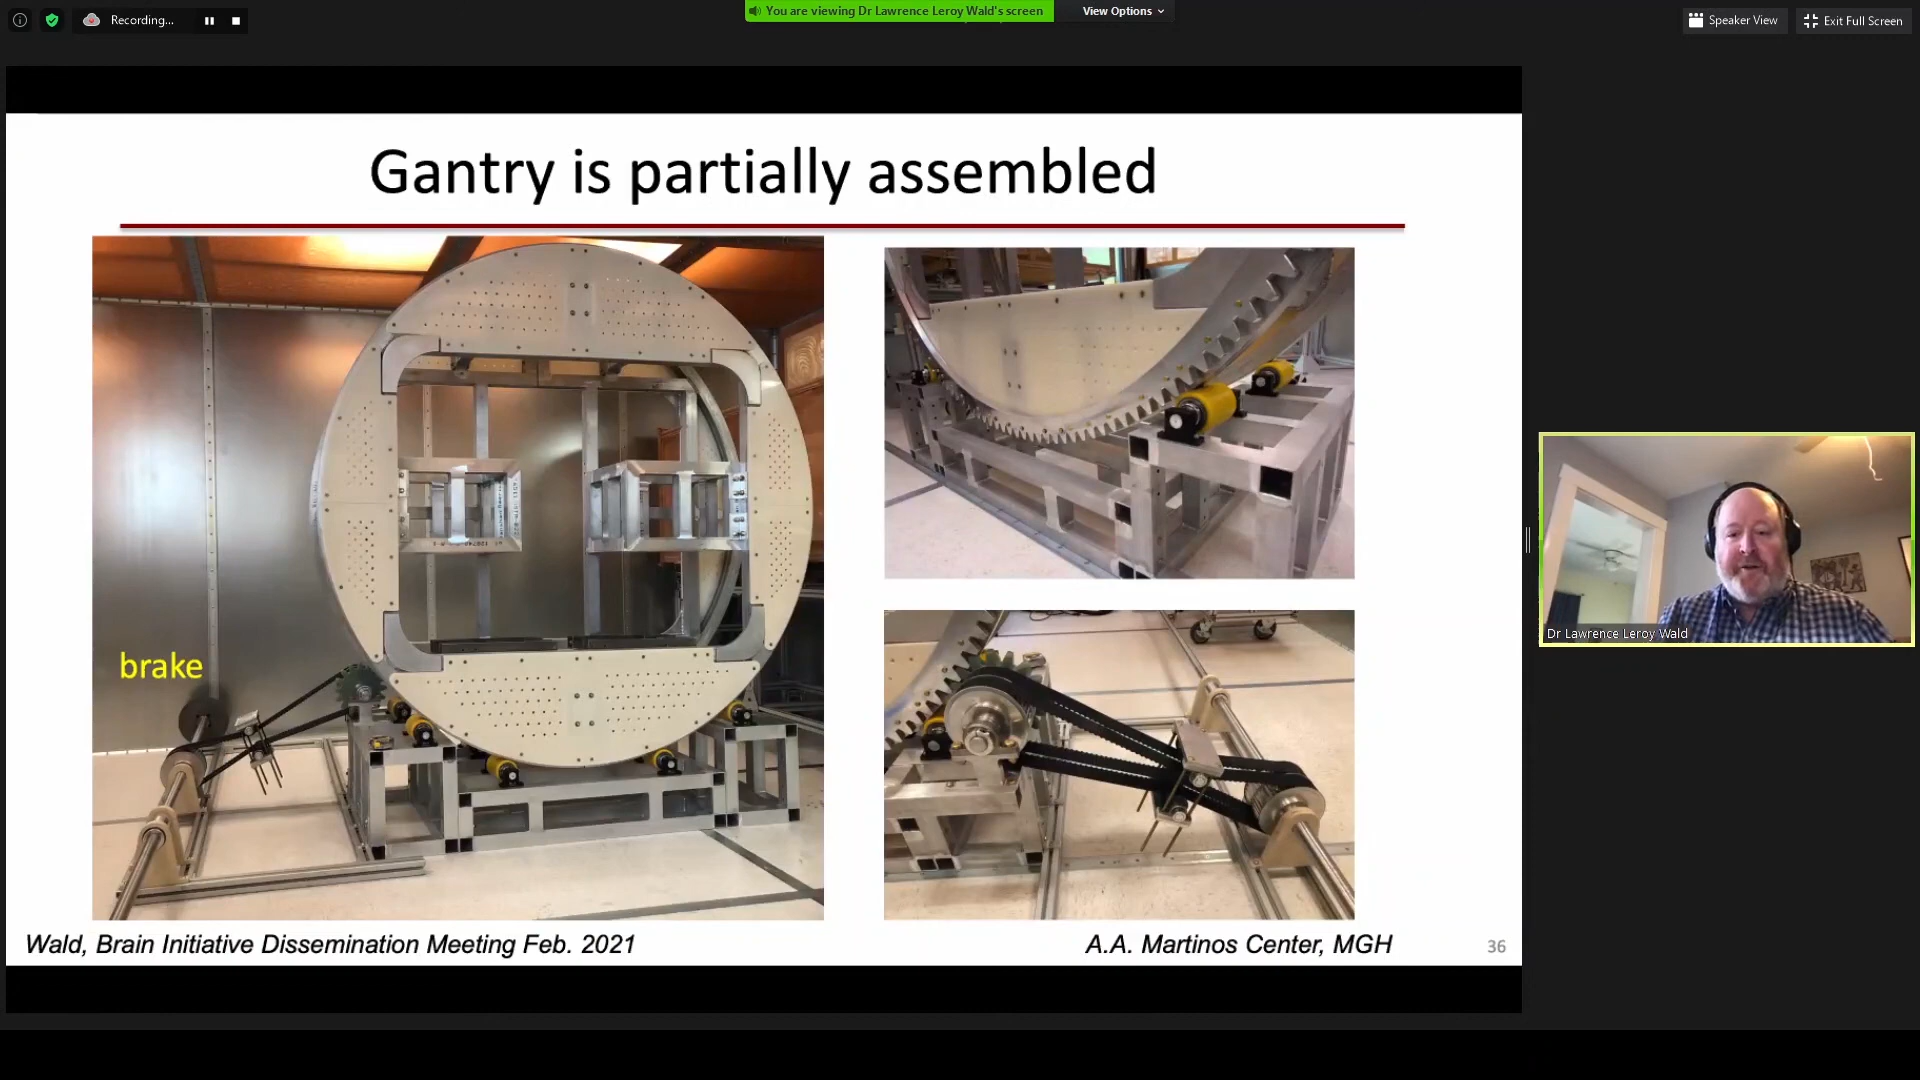 Recording...
You are viewing Dr Lawrence Leroy Wald's screen
View Options
Speaker View
Exit Full Screen
Gantry is partially assembled
brake
Dr Lawrence Leroy Wald
Wald, Brain Initiative Dissemination Meeting Feb. 2021
A.A. Martinos Center, MGH
36